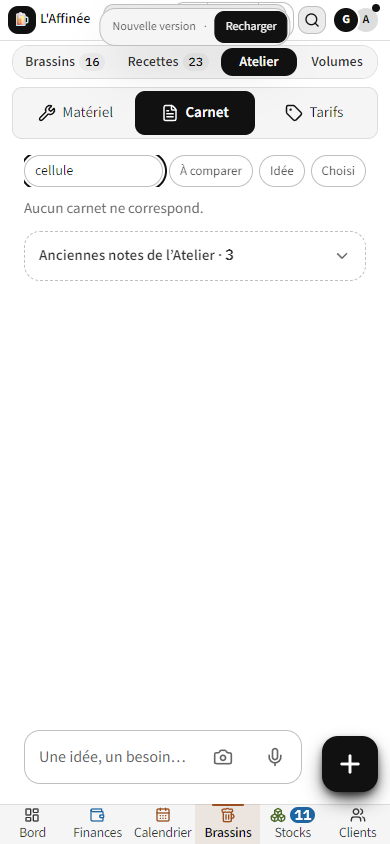 L'Affinée
Nouvelle version · Recharger
G A
Brassins 16 Recettes 23 Atelier Volumes
Matériel Carnet Tarifs
cellule À comparer Idée Choisi
Aucun carnet ne correspond.
Anciennes notes de l’Atelier · 3
Une idée, un besoin…
Bord Finances Calendrier Brassins Stocks 11 Clients